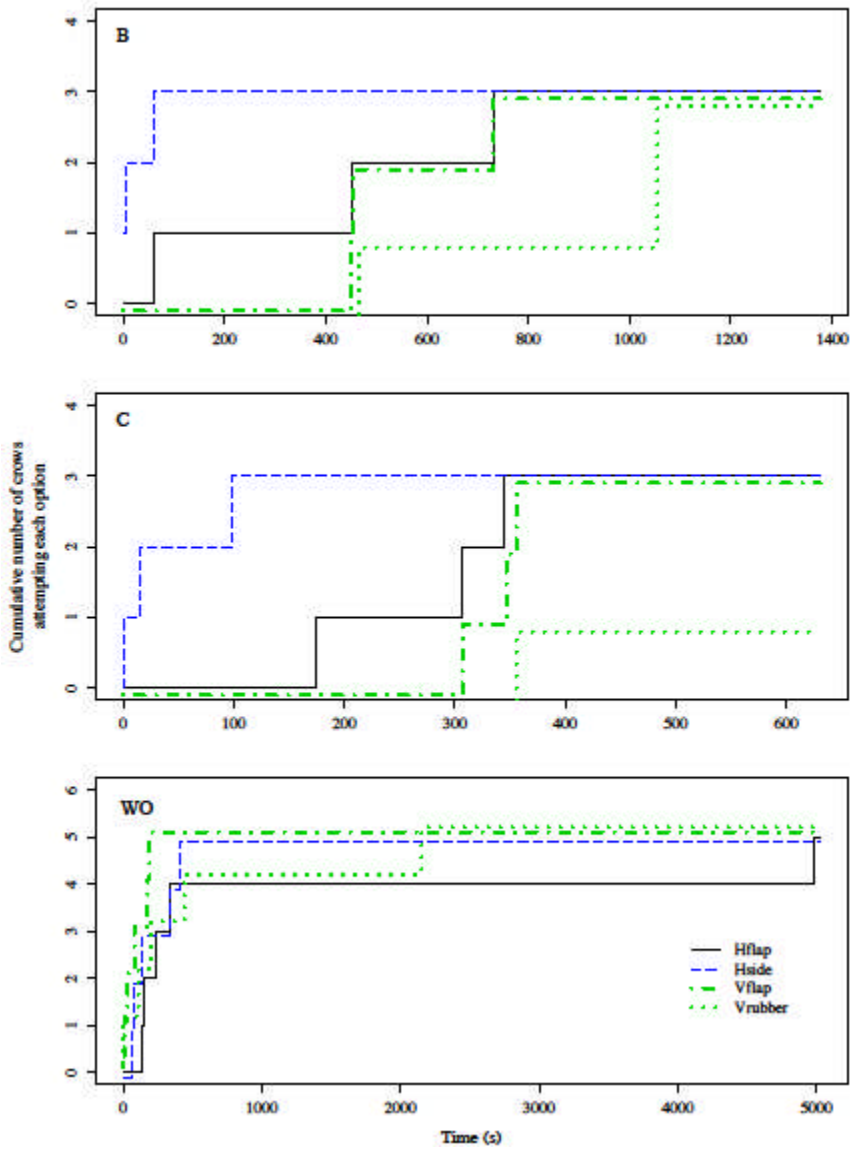 B
4
3
2
1
0
0 200 400 600 800 1000 1200 1400
C
4
3
2
1
0
0 100 200 300 400 500 600
Cumulative number of crows
attempting each option
WO
6
5
4
3
2
1
0
Hflap
Hside
Vflap
Vrubber
0 1000 2000 3000 4000 5000
Time (s)